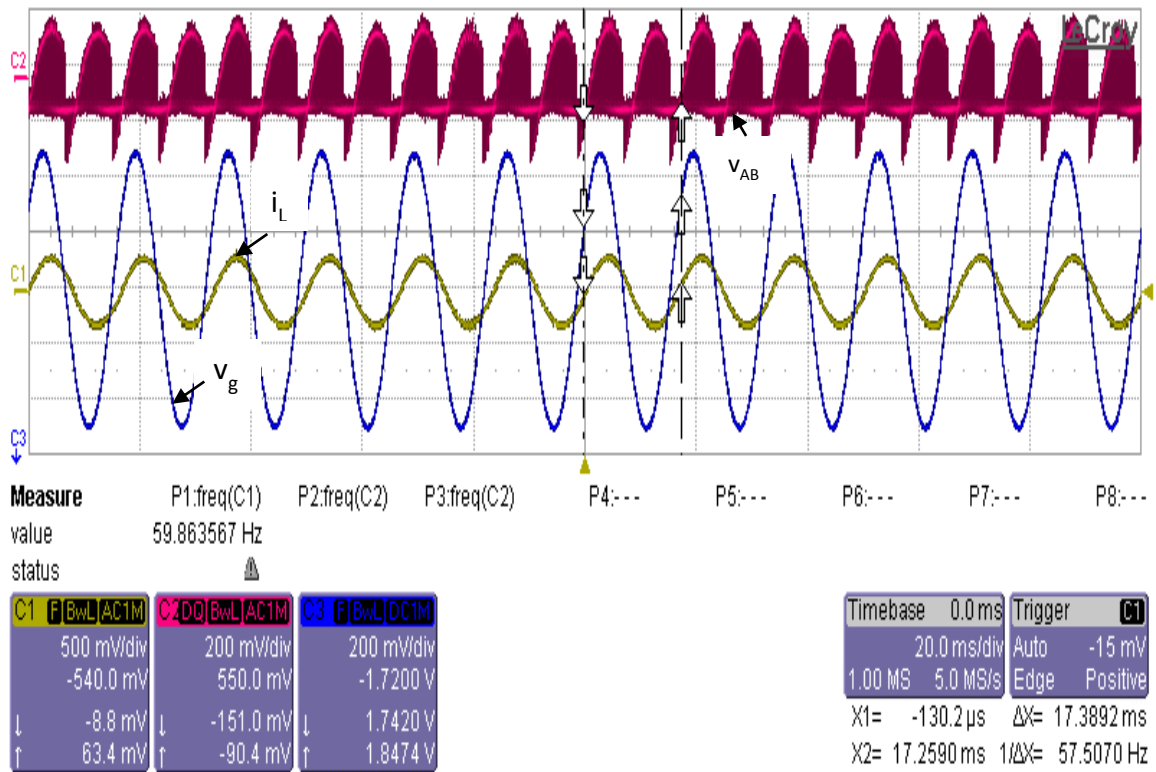 LeCroy
C2
v_AB
i_L
C1
v_g
C3
Measure P1:freq(C1) P2:freq(C2) P3:freq(C2) P4:- - - P5:- - - P6:- - - P7:- - - P8:- - -
value 59.863567 Hz
status
C1 F BwL AC1M C2 DQ BwL AC1M C3 F BwL DC1M Timebase 0.0 ms Trigger C1
500 mV/div 200 mV/div 200 mV/div 20.0 ms/div Auto -15 mV
-540.0 mV 550.0 mV -1.7200 V 1.00 MS 5.0 MS/s Edge Positive
↓ -8.8 mV ↓ -151.0 mV ↓ 1.7420 V X1= -130.2 µs ΔX= 17.3892 ms
↑ 63.4 mV ↑ -90.4 mV ↑ 1.8474 V X2= 17.2590 ms 1/ΔX= 57.5070 Hz